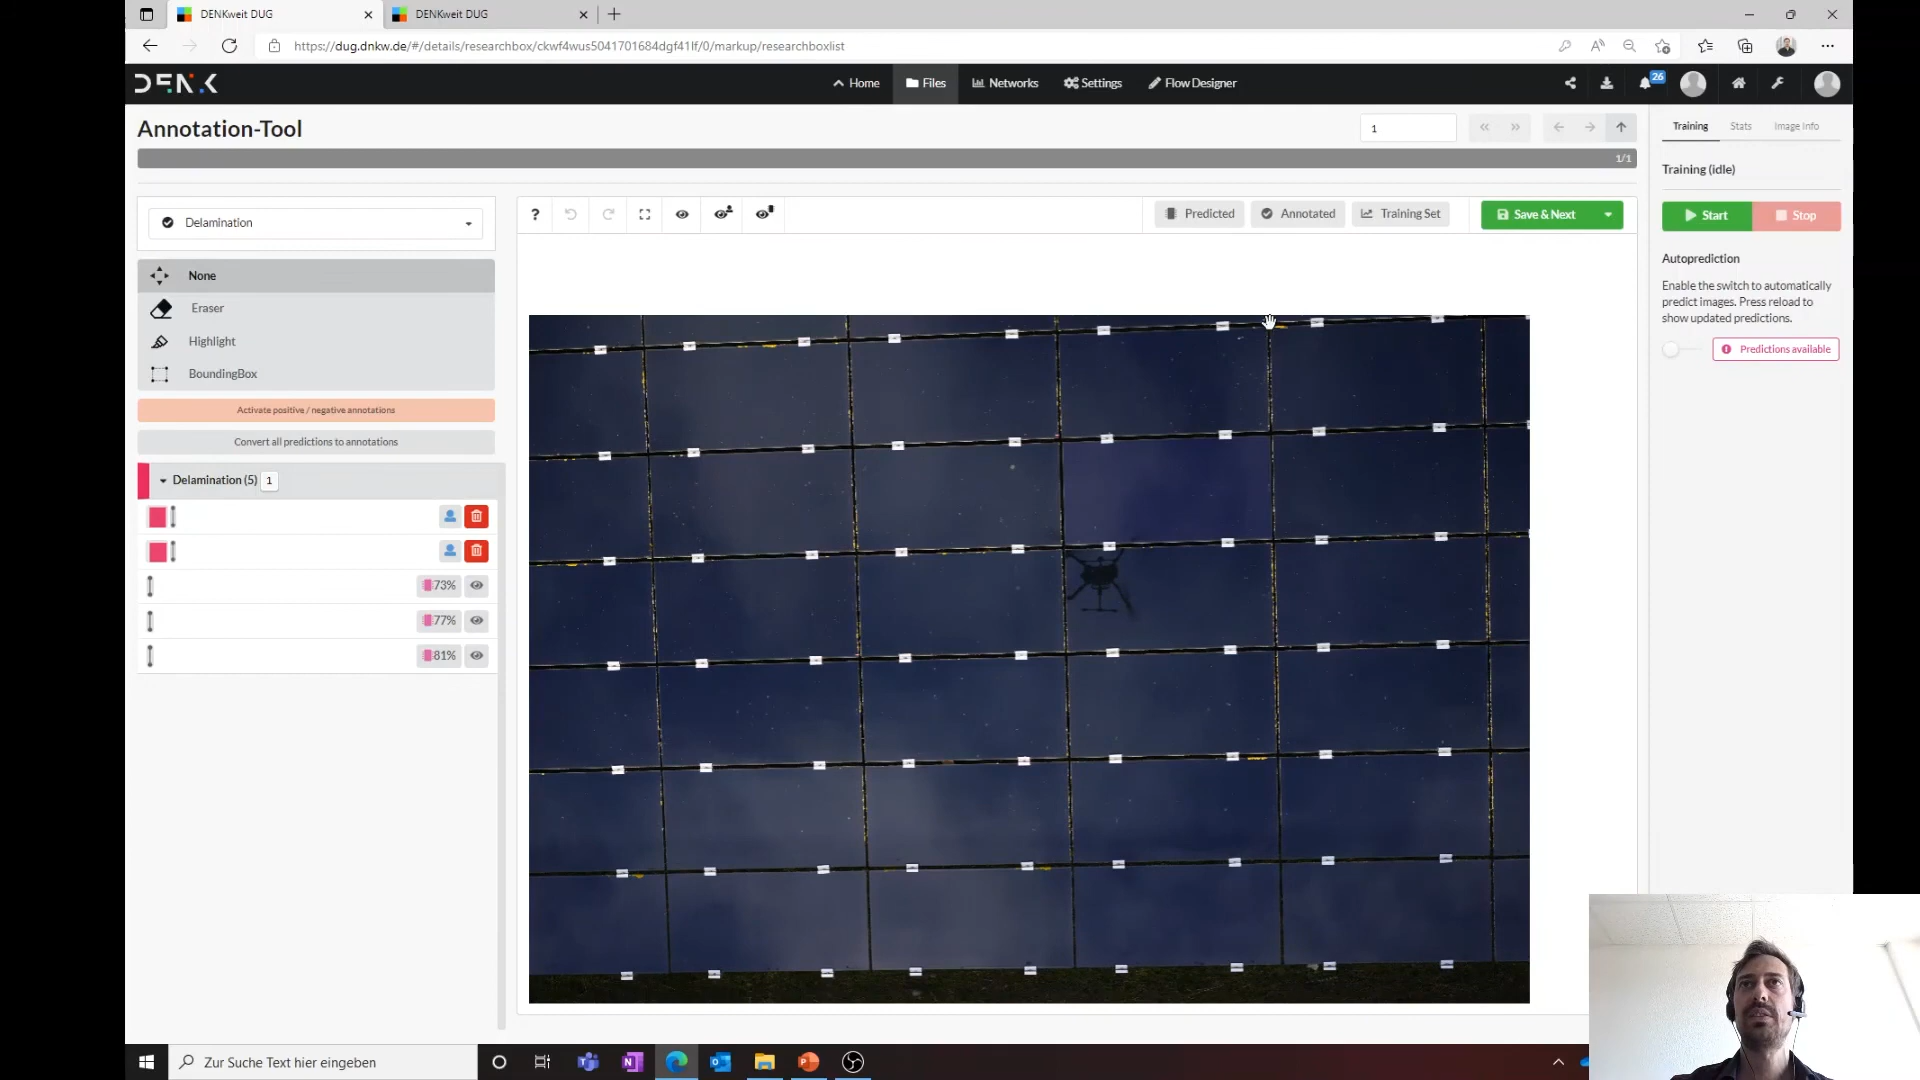 DENKweit DUG
DENKweit DUG
https://dug.dnkw.de/#/details/researchbox/ckwf4wus5041701684dgf41lf/0/markup/researchboxlist
DENK
Home
Files
Networks
Settings
Flow Designer
26
Annotation-Tool
1
1/1
Training
Stats
Image Info
Training (idle)
Start
Stop
Autoprediction
Enable the switch to automatically
predict images. Press reload to
show updated predictions.
Predictions available
Delamination
?
Predicted
Annotated
Training Set
Save & Next
None
Eraser
Highlight
BoundingBox
Activate positive / negative annotations
Convert all predictions to annotations
Delamination (5) 1
73%
77%
81%
Zur Suche Text hier eingeben